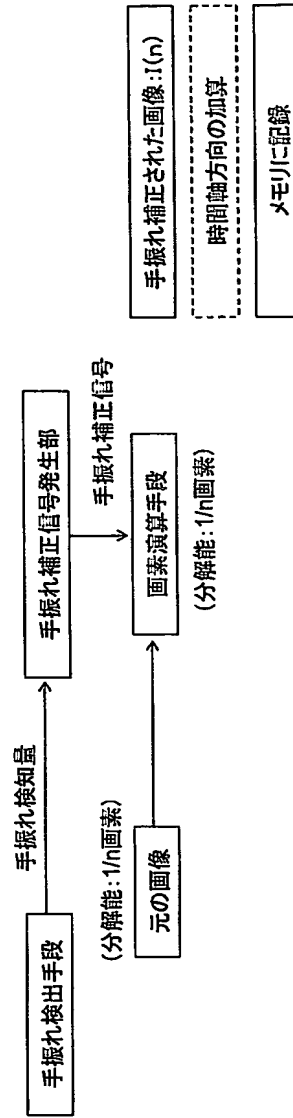 手振れ検出手段
手振れ検知量
手振れ補正信号発生部
手振れ補正信号
(分解能:1/n画素)
元の画像
画素演算手段
(分解能:1/n画素)
手振れ補正された画像:I(n)
時間軸方向の加算
メモリに記録